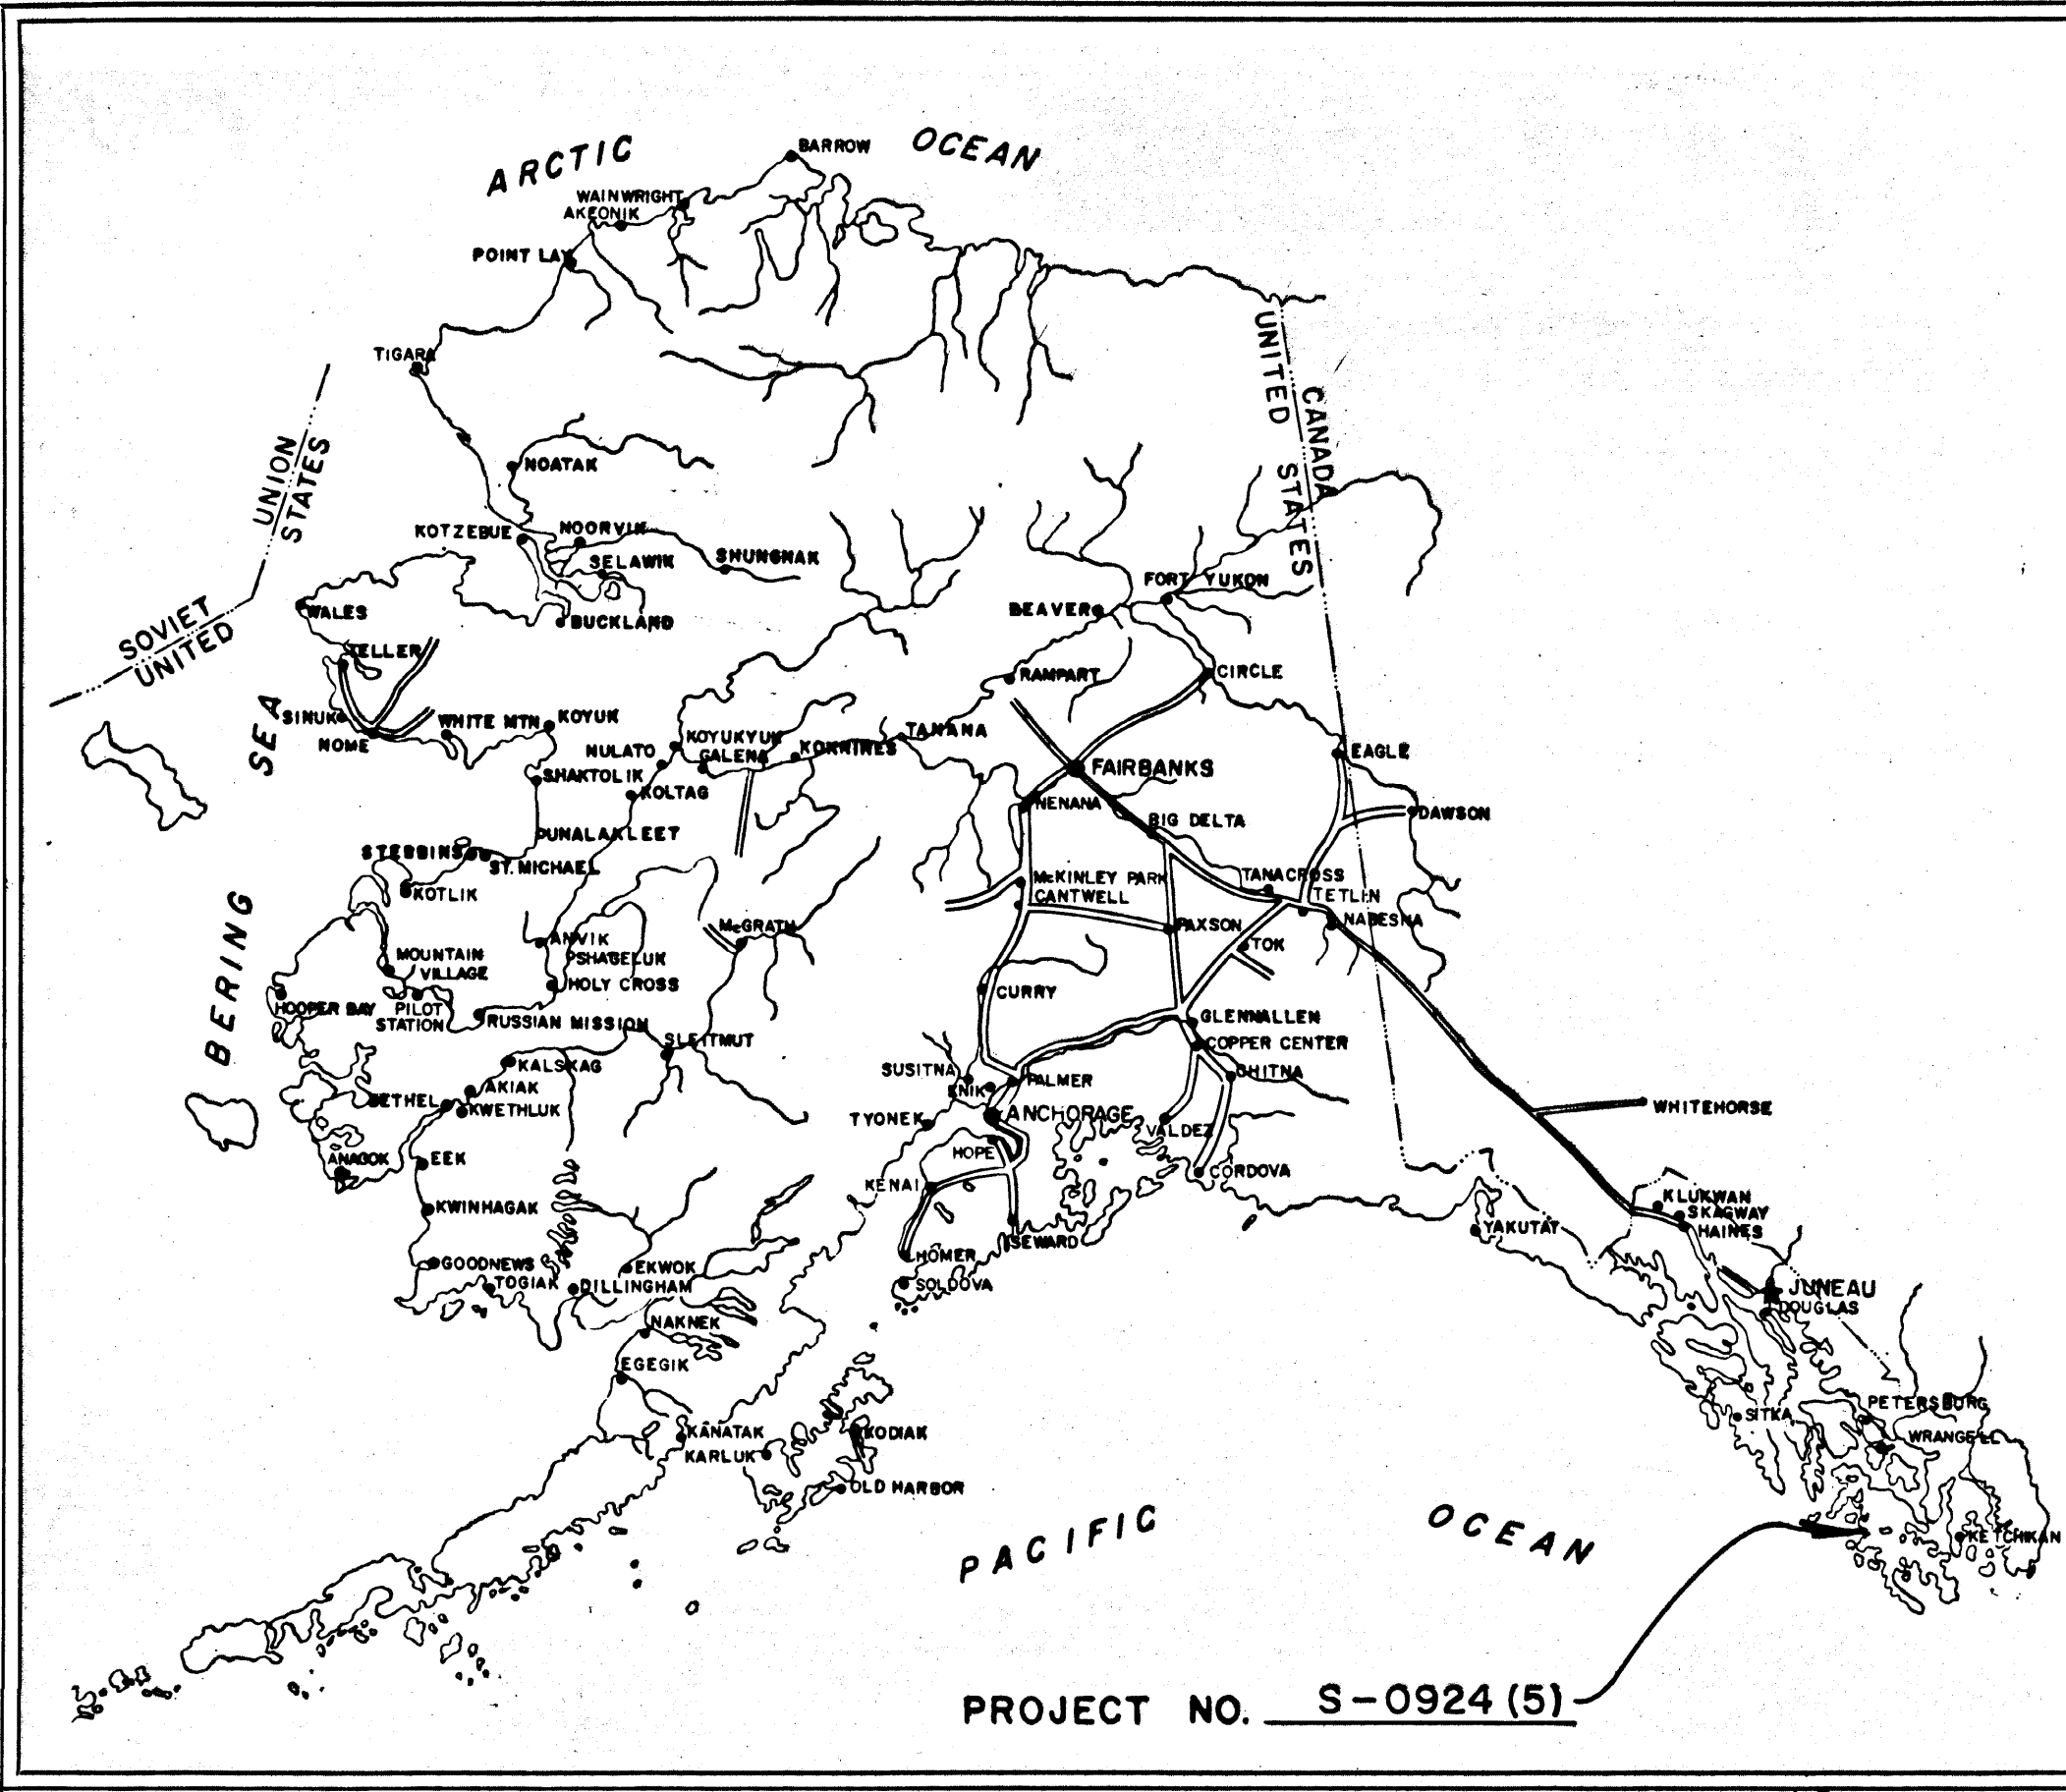 ARCTIC OCEAN
BARROW
WAINWRIGHT
AKEONIK
POINT LAY
TIGARA
UNITED STATES
CANADA
UNION
STATES
SOVIET
UNITED
NOATAK
KOTZEBUE
NOORVIK
SELAWIK
SHUNGNAK
BUCKLAND
WALES
TELLER
FORT YUKON
BEAVER
RAMPART
CIRCLE
SINUK
NOME
WHITE MTN
KOYUK
NULATO
KOYUKYUK
GALENA
KOKRINES
TANANA
FAIRBANKS
EAGLE
SHAKTOLIK
KOLTAG
NENANA
BIG DELTA
DAWSON
UNALAKLEET
STEBBINS
ST. MICHAEL
KOTLIK
McKINLEY PARK
CANTWELL
TANACROSS
TETLIN
NABESNA
McGRATH
PAXSON
TOK
ANVIK
SHAGELUK
HOLY CROSS
MOUNTAIN
VILLAGE
HOOPER BAY
PILOT
STATION
RUSSIAN MISSION
SLEITMUT
CURRY
GLENNALLEN
COPPER CENTER
CHITNA
BERING SEA
KALSKAG
AKIAK
BETHEL
KWETHLUK
SUSITNA
KNIK
PALMER
TYONEK
ANCHORAGE
HOPE
VALDEZ
CORDOVA
WHITEHORSE
ANAGOK
EEK
KWINHAGAK
KENAI
SEWARD
HOMER
SOLDOVA
GOODNEWS
TOGIAK
EKWOK
DILLINGHAM
NAKNEK
EGEGIK
KANATAK
KARLUK
KODIAK
OLD HARBOR
KLUKWAN
SKAGWAY
HAINES
YAKUTAT
JUNEAU
DOUGLAS
SITKA
PETERSBURG
WRANGELL
KETCHIKAN
PACIFIC OCEAN
PROJECT NO. S-0924(5)